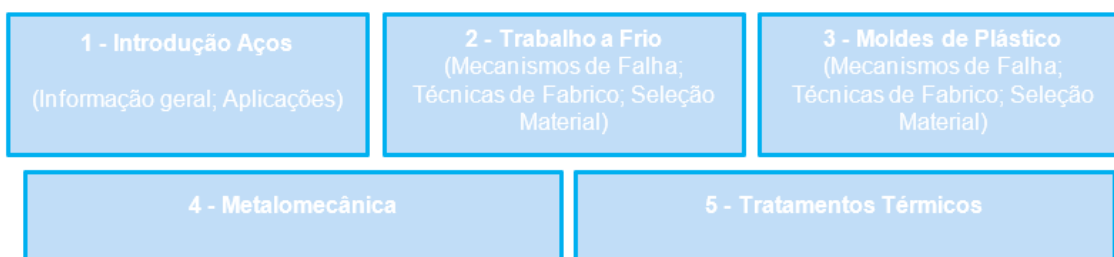 1 - Introdução Aços
(Informação geral; Aplicações)
2 - Trabalho a Frio
(Mecanismos de Falha;
Técnicas de Fabrico; Seleção
Material)
3 - Moldes de Plástico
(Mecanismos de Falha;
Técnicas de Fabrico; Seleção
Material)
4 - Metalomecânica
5 - Tratamentos Térmicos